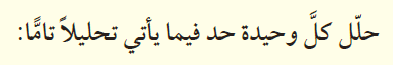 حلّل كلَّ وحيدة حد فيما يأتي تحليلاً تامًّا: